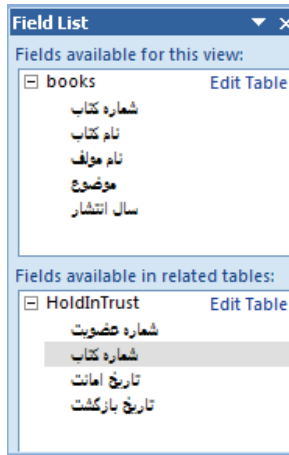 Field List
Fields available for this view:
books Edit Table
شماره کتاب
نام کتاب
نام مولف
موضوع
سال انتشار
Fields available in related tables:
HoldInTrust Edit Table
شماره عضویت
شماره کتاب
تاریخ امانت
تاریخ بازگشت